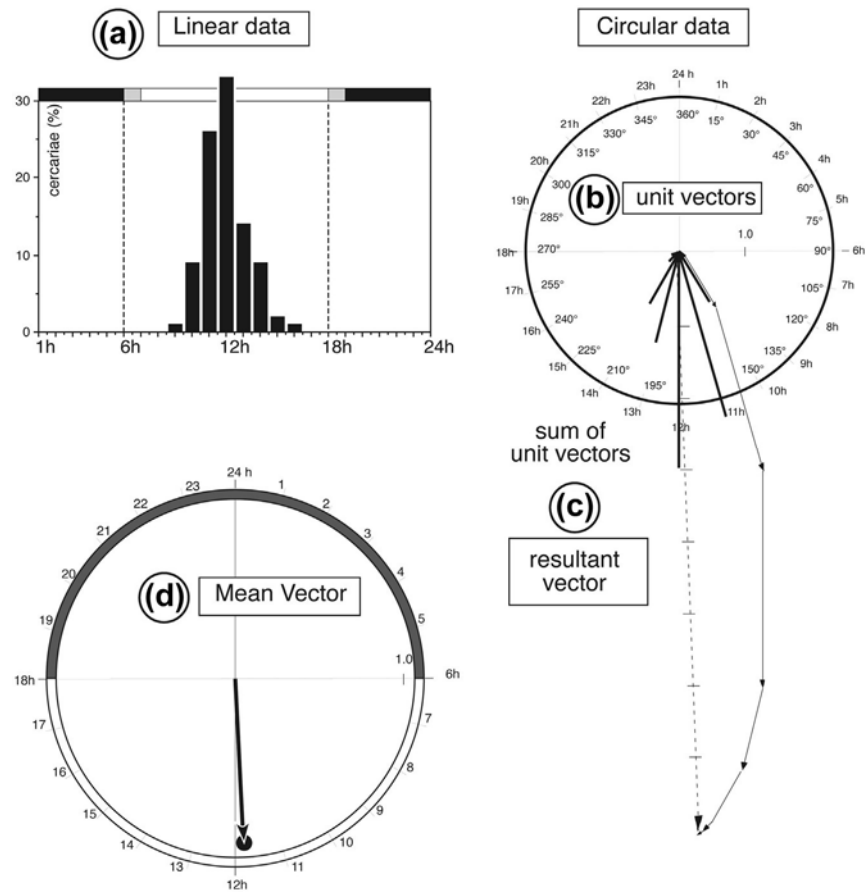 (a)
Linear data
cercariae (%)
30
20
10
0
1h 6h 12h 18h 24h
Circular data
24 h
1h
2h
3h
4h
5h
6h
7h
8h
9h
10h
11h
12h
13h
14h
15h
16h
17h
18h
19h
20h
21h
22h
23h
360°
15°
30°
45°
60°
75°
90°
105°
120°
135°
150°
195°
210°
225°
240°
255°
270°
285°
300
315°
330°
345°
(b)
unit vectors
1.0
sum of
unit vectors
(c)
resultant
vector
(d)
Mean Vector
24 h
1
2
3
4
5
6h
7
8
9
10
11
12h
13
14
15
16
17
18h
19
20
21
22
23
1.0